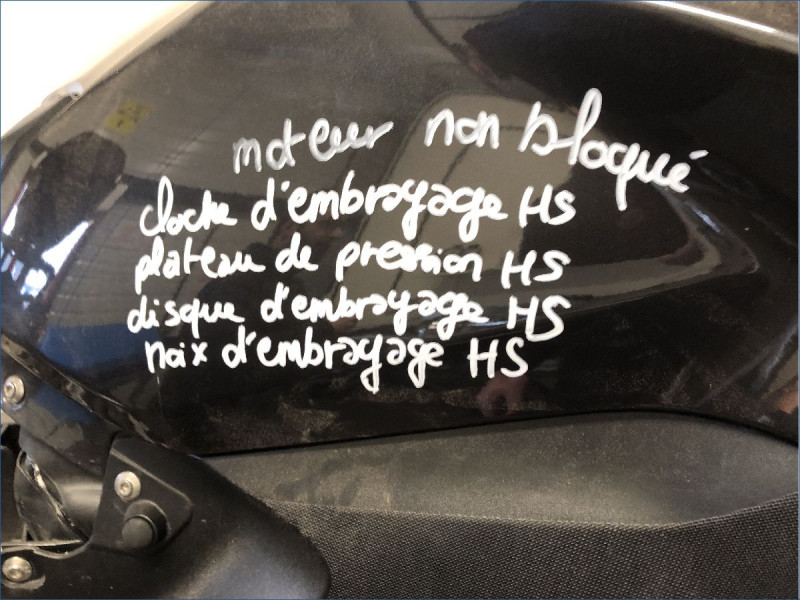 moteur non bloqué
cloche d'embrayage HS
plateau de pression HS
disque d'embrayage HS
noix d'embrayage HS